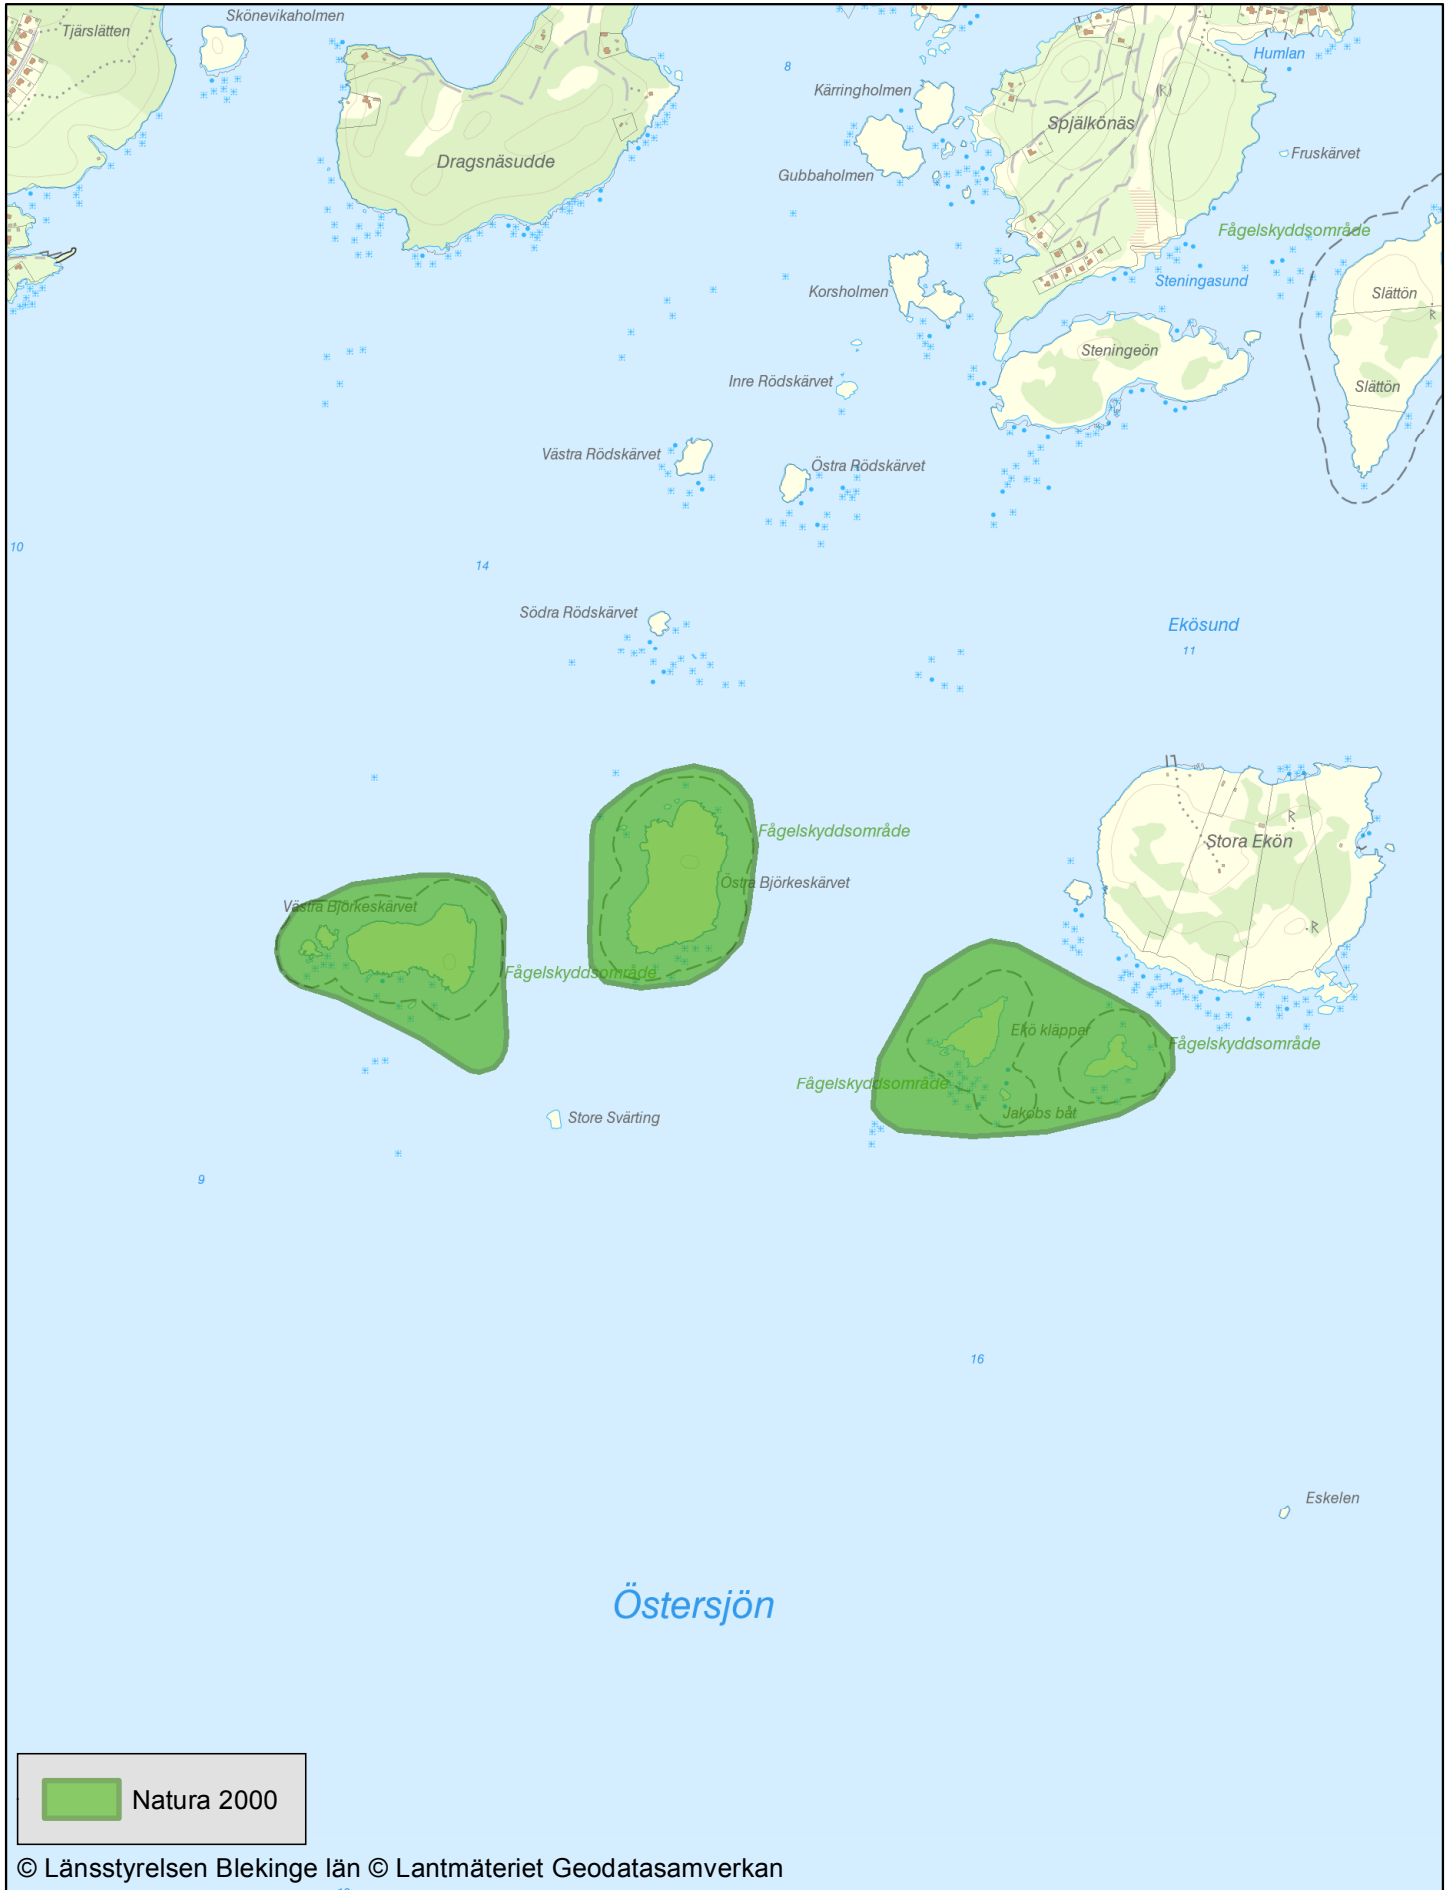 Skönevikaholmen
Tjärslätten
Humlan
8
Kärringholmen
(R)
Spjälkönäs
Fruskärvet
Dragsnäsudde
Gubbaholmen
Fågelskyddsområde
Steningasund
Korsholmen
Slättön
R
Steningeön
Inre Rödskärvet
Slättön
Västra Rödskärvet
Östra Rödskärvet
10
14
Södra Rödskärvet
Ekösund
11
R
Fågelskyddsområde
Stora Ekön
Östra Björkeskärvet
Västra Björkeskärvet
R
Fågelskyddsområde
Ekö kläppar
Fågelskyddsområde
Fågelskyddsområde
Jakobs båt
Store Svärting
9
16
Eskelen
Östersjön
Natura 2000
© Länsstyrelsen Blekinge län © Lantmäteriet Geodatasamverkan